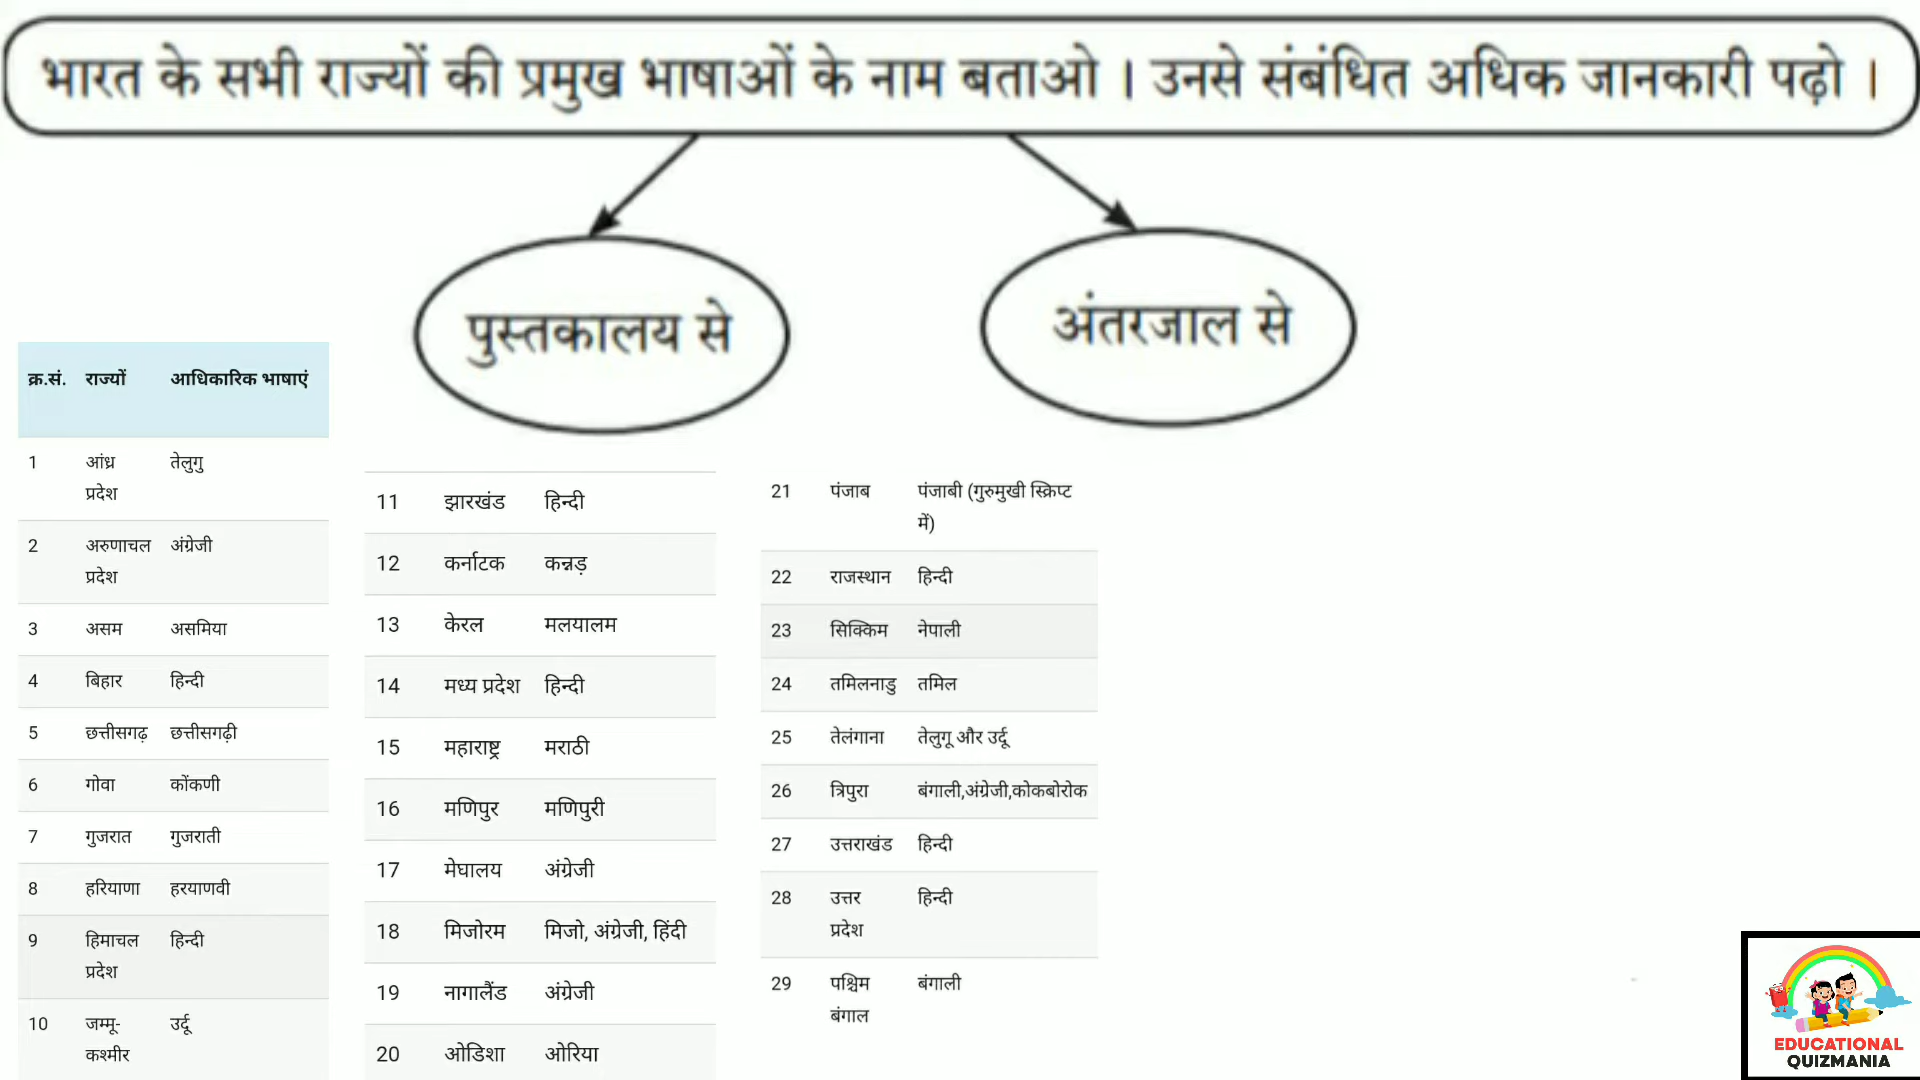 भारत के सभी राज्यों की प्रमुख भाषाओं के नाम बताओ । उनसे संबंधित अधिक जानकारी पढ़ो ।
पुस्तकालय से
अंतरजाल से
क्र.सं. राज्यों आधिकारिक भाषाएं
1 आंध्र तेलुगु
प्रदेश
2 अरुणाचल अंग्रेजी
प्रदेश
3 असम असमिया
4 बिहार हिन्दी
5 छत्तीसगढ़ छत्तीसगढ़ी
6 गोवा कोंकणी
7 गुजरात गुजराती
8 हरियाणा हरयाणवी
9 हिमाचल हिन्दी
प्रदेश
10 जम्मू- उर्दू
कश्मीर
11 झारखंड हिन्दी
12 कर्नाटक कन्नड़
13 केरल मलयालम
14 मध्य प्रदेश हिन्दी
15 महाराष्ट्र मराठी
16 मणिपुर मणिपुरी
17 मेघालय अंग्रेजी
18 मिजोरम मिजो, अंग्रेजी, हिंदी
19 नागालैंड अंग्रेजी
20 ओडिशा ओरिया
21 पंजाब पंजाबी (गुरुमुखी स्क्रिप्ट
में)
22 राजस्थान हिन्दी
23 सिक्किम नेपाली
24 तमिलनाडु तमिल
25 तेलंगाना तेलुगू और उर्दू
26 त्रिपुरा बंगाली,अंग्रेजी,कोकबोरोक
27 उत्तराखंड हिन्दी
28 उत्तर हिन्दी
प्रदेश
29 पश्चिम बंगाली
बंगाल
EDUCATIONAL
QUIZMANIA